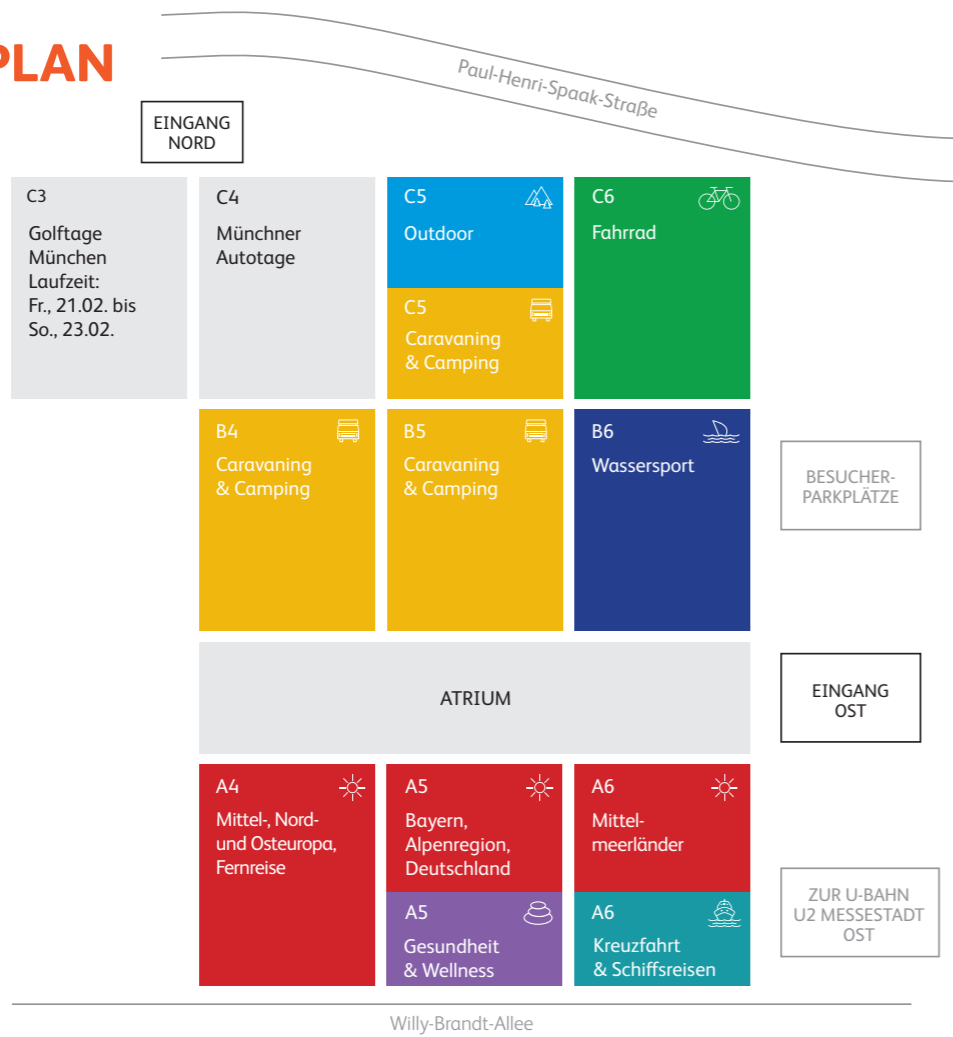 PLAN
Paul-Henri-Spaak-Straße
EINGANG
NORD
C3
Golftage
München
Laufzeit:
Fr., 21.02. bis
So., 23.02.
C4
Münchner
Autotage
C5
Outdoor
C5
Caravaning
& Camping
C6
Fahrrad
B4
Caravaning
& Camping
B5
Caravaning
& Camping
B6
Wassersport
BESUCHER-
PARKPLÄTZE
ATRIUM
EINGANG
OST
A4
Mittel-, Nord-
und Osteuropa,
Fernreise
A5
Bayern,
Alpenregion,
Deutschland
A5
Gesundheit
& Wellness
A6
Mittel-
meerländer
A6
Kreuzfahrt
& Schiffsreisen
ZUR U-BAHN
U2 MESSESTADT
OST
Willy-Brandt-Allee